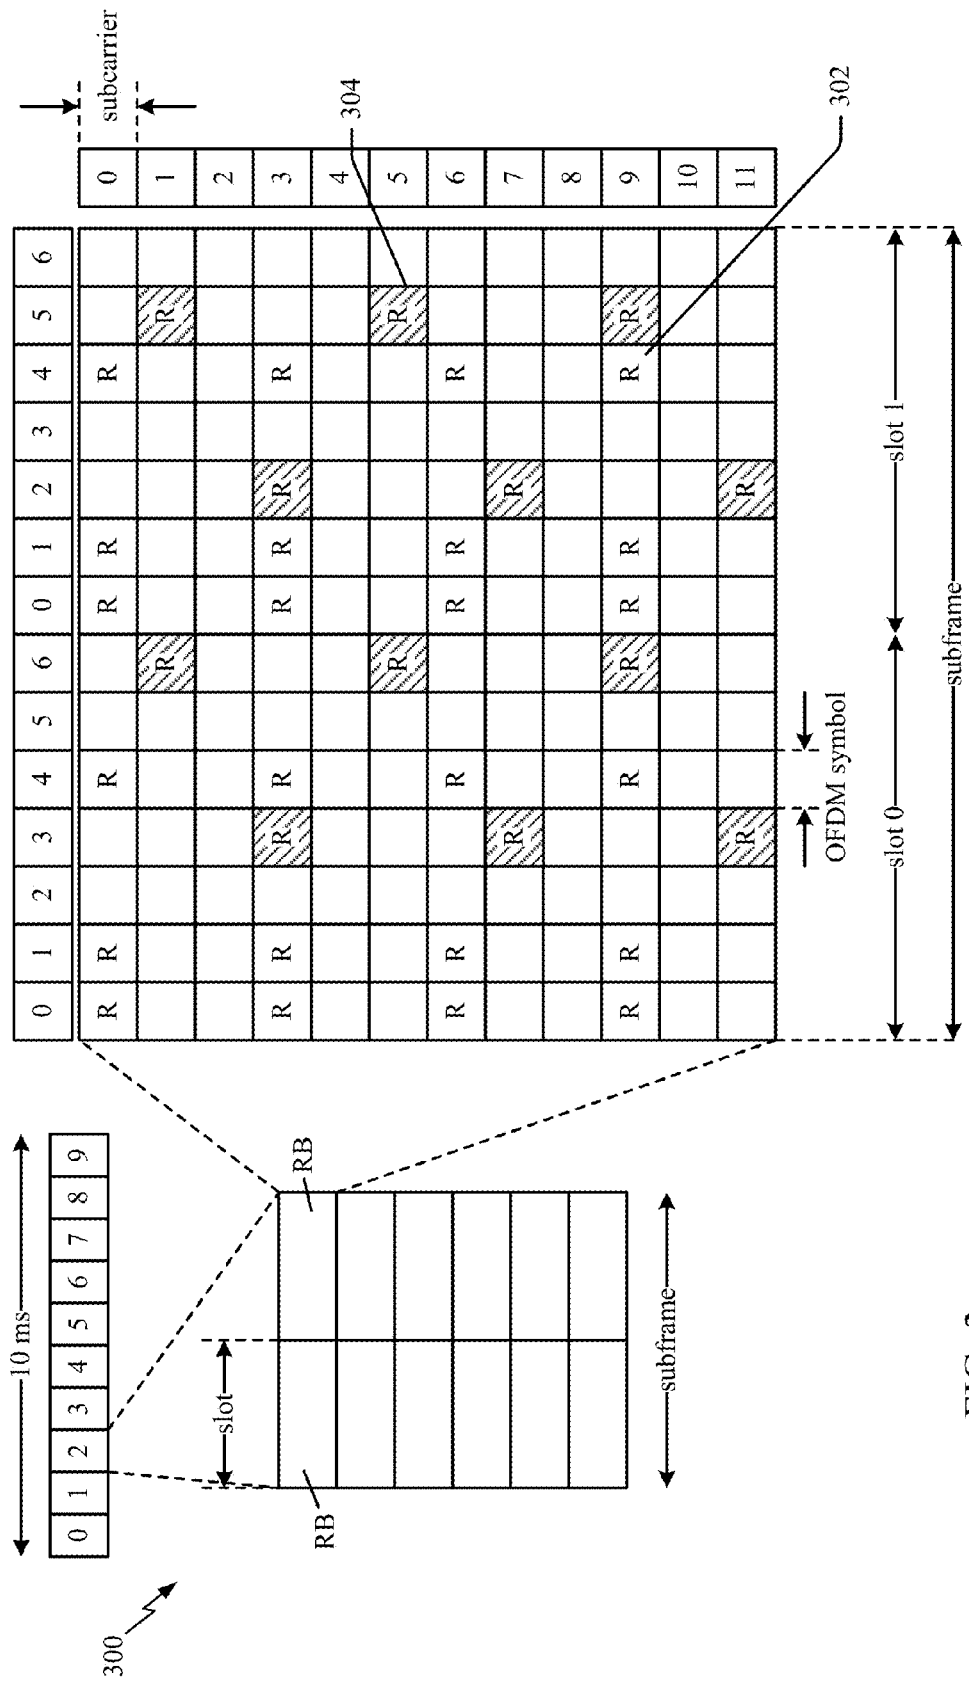 300
10 ms
0 1 2 3 4 5 6 7 8 9
slot
RB
RB
subframe
0 1 2 3 4 5 6 0 1 2 3 4 5 6
subcarrier
R R R R R R 0
R R 1
2
R R R R R R R R 3
4
304
R R 5
R R R R R R 6
R R 7
8
R R R R R R R R 9
10
R R 11
302
OFDM symbol
slot 0
slot 1
subframe
FIG.